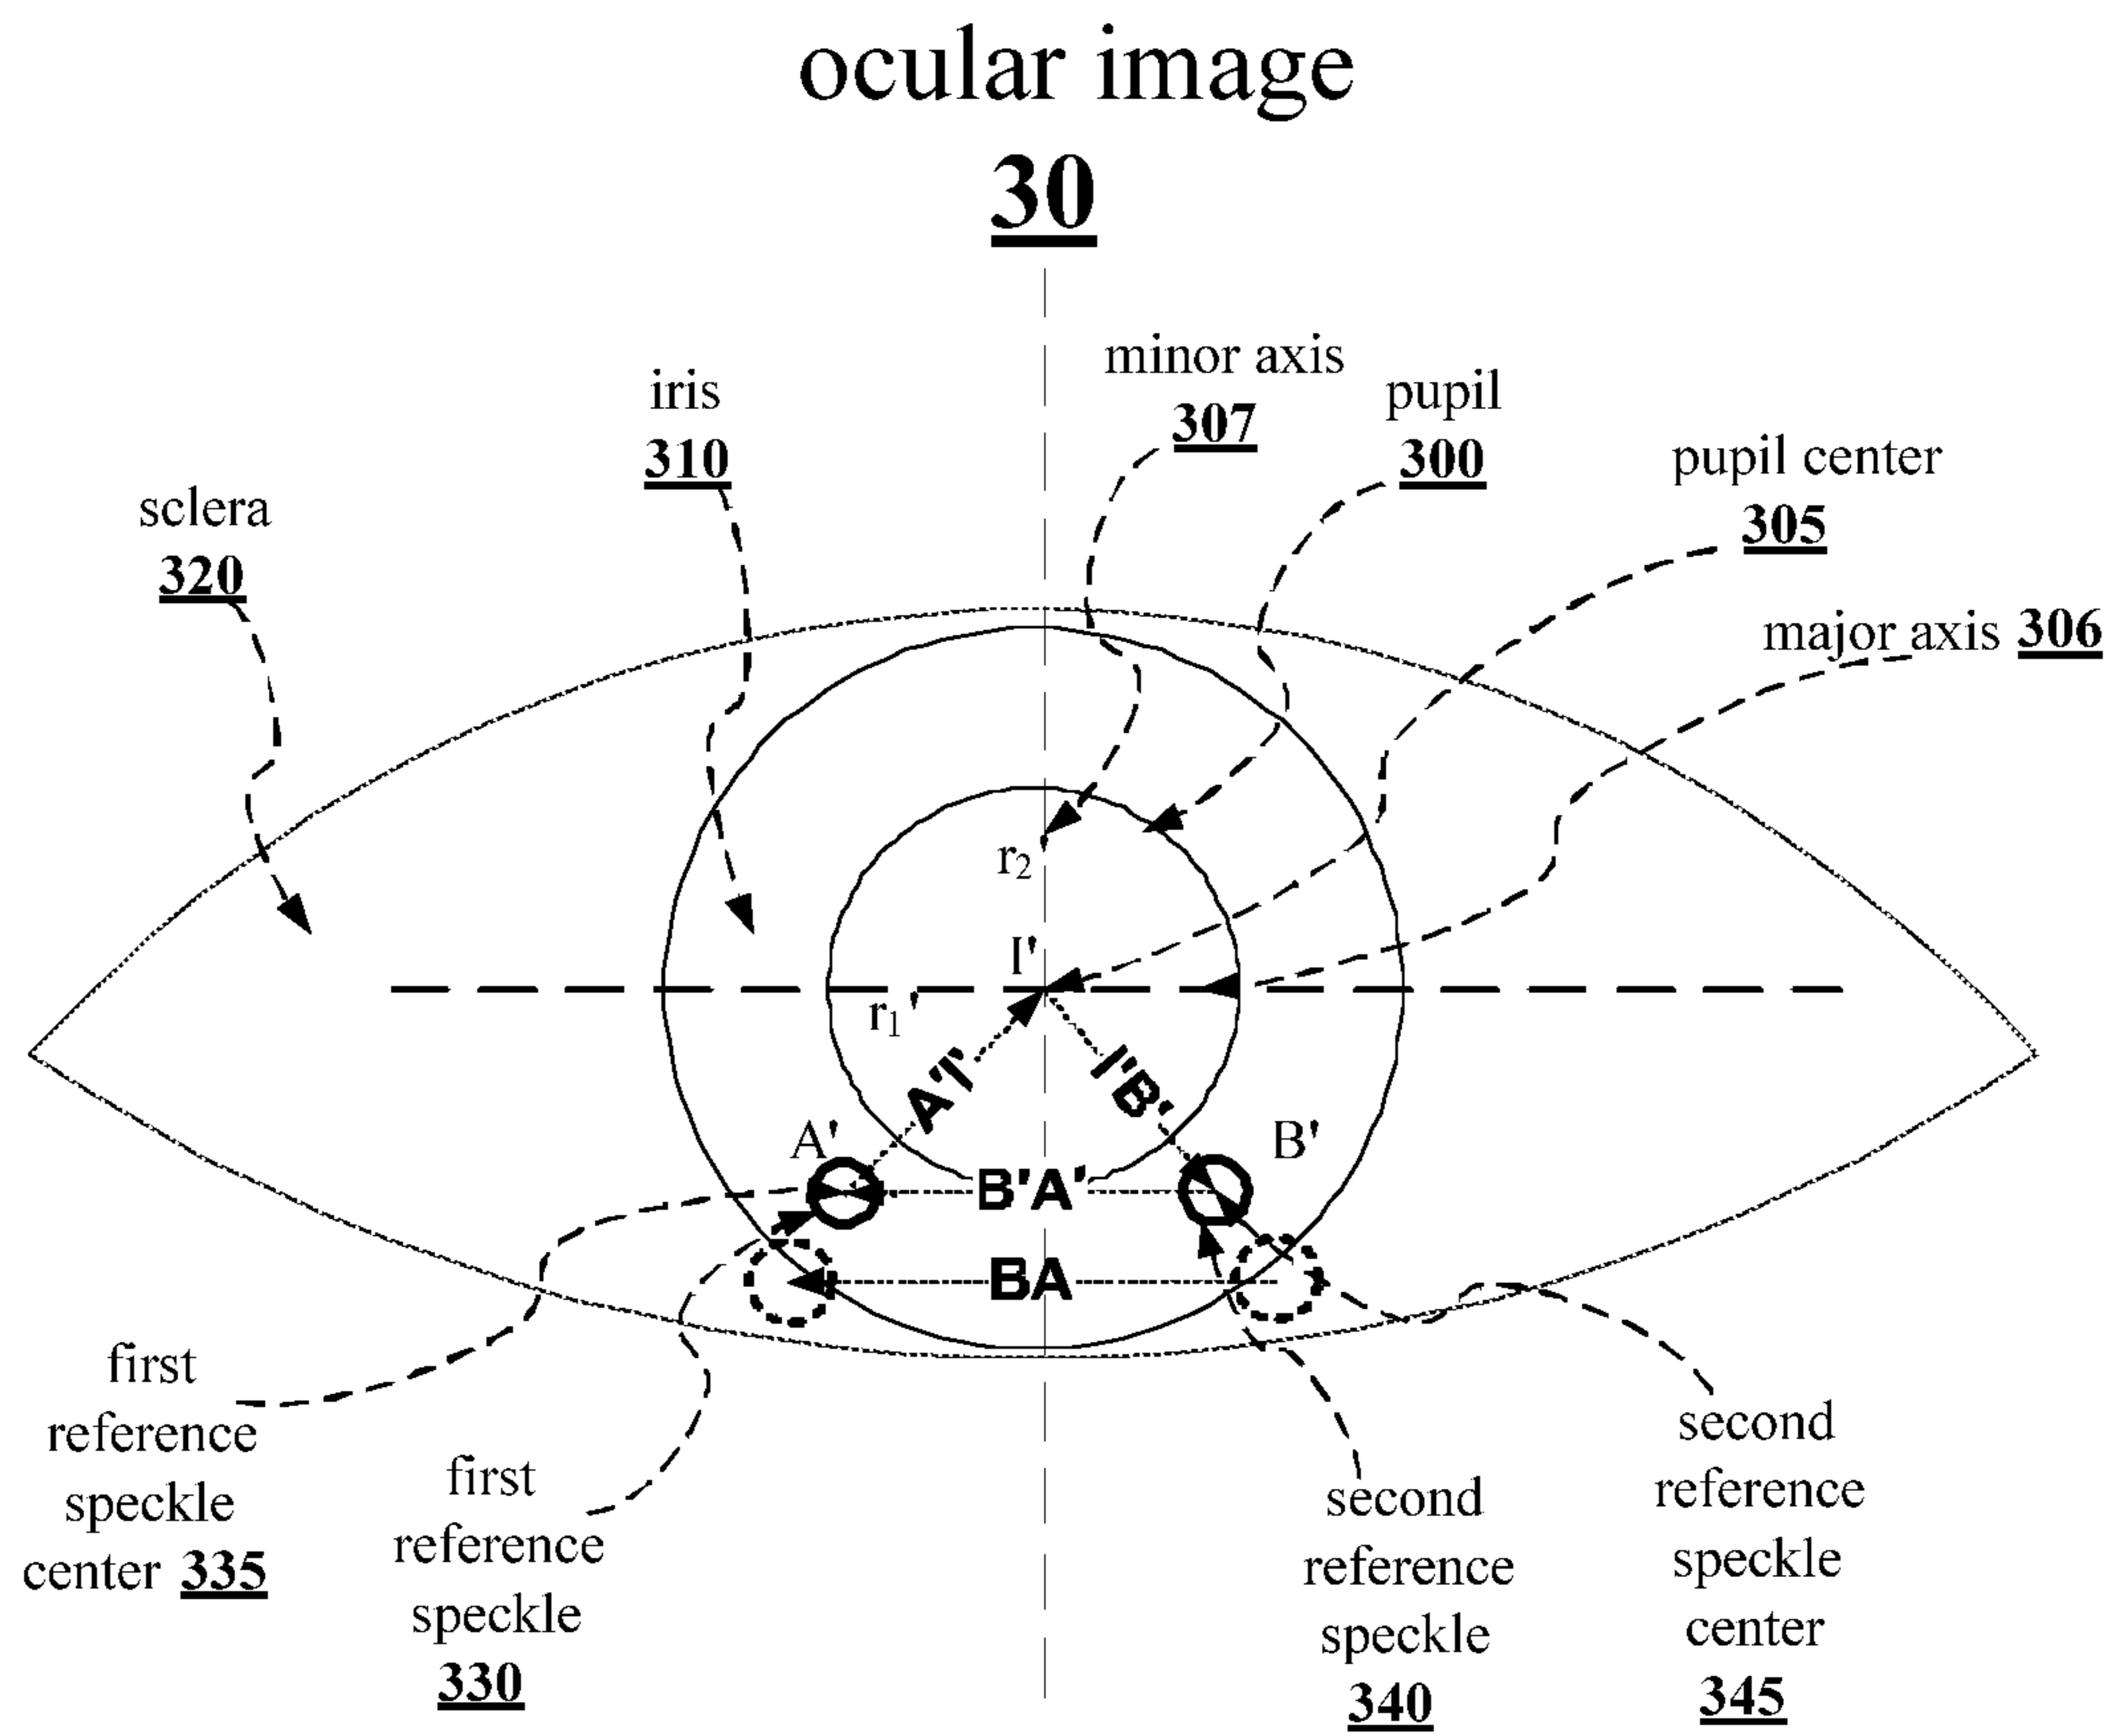 ocular image
30
minor axis
307
iris
310
pupil
300
pupil center
305
sclera
320
major axis 306
r2
I'
r1'
A'I'
I'B'
A'
B'
B'A'
BA
first
reference
speckle
center 335
first
reference
speckle
330
second
reference
speckle
340
second
reference
speckle
center
345